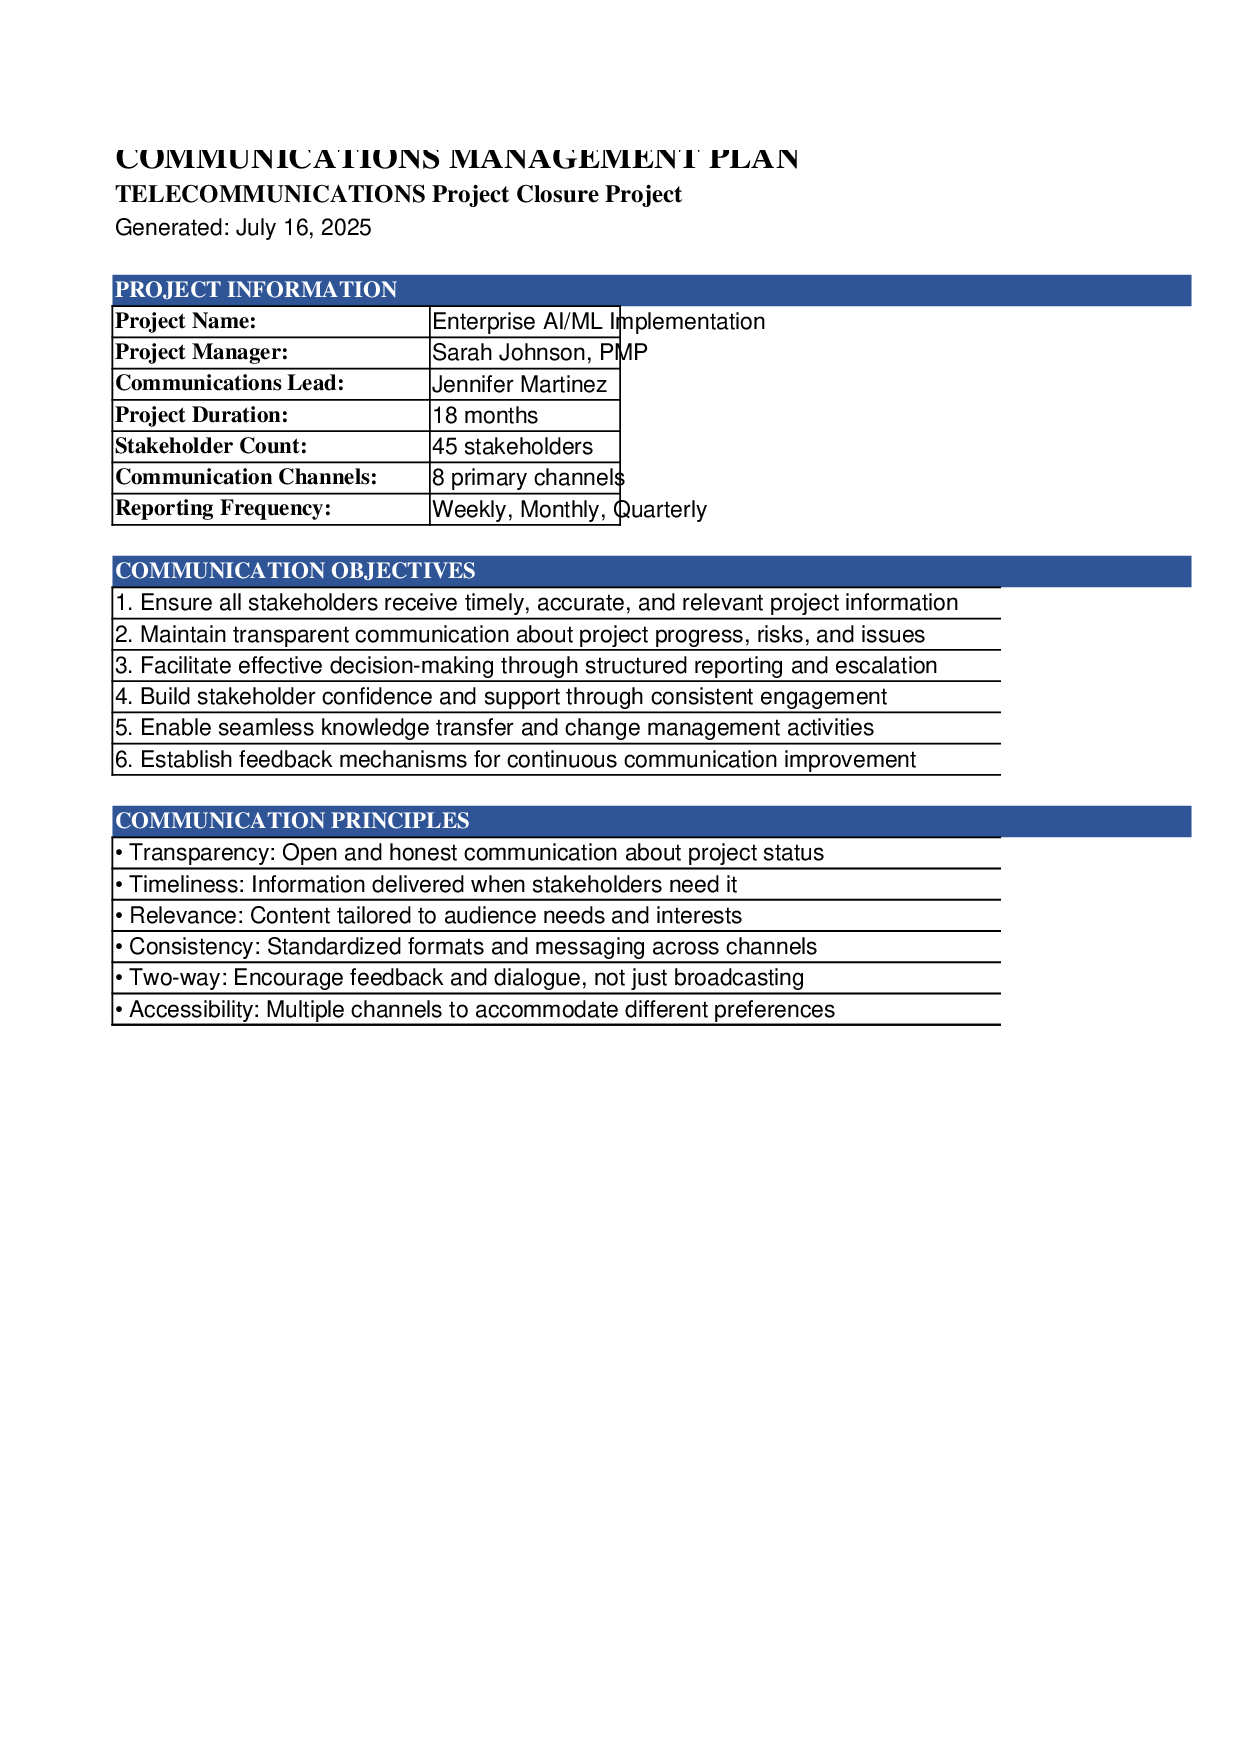 COMMUNICATIONS MANAGEMENT PLAN
TELECOMMUNICATIONS Project Closure Project
Generated: July 16, 2025
PROJECT INFORMATION
Project Name: Enterprise AI/ML Implementation
Project Manager: Sarah Johnson, PMP
Communications Lead: Jennifer Martinez
Project Duration: 18 months
Stakeholder Count: 45 stakeholders
Communication Channels: 8 primary channels
Reporting Frequency: Weekly, Monthly, Quarterly
COMMUNICATION OBJECTIVES
1. Ensure all stakeholders receive timely, accurate, and relevant project information
2. Maintain transparent communication about project progress, risks, and issues
3. Facilitate effective decision-making through structured reporting and escalation
4. Build stakeholder confidence and support through consistent engagement
5. Enable seamless knowledge transfer and change management activities
6. Establish feedback mechanisms for continuous communication improvement
COMMUNICATION PRINCIPLES
• Transparency: Open and honest communication about project status
• Timeliness: Information delivered when stakeholders need it
• Relevance: Content tailored to audience needs and interests
• Consistency: Standardized formats and messaging across channels
• Two-way: Encourage feedback and dialogue, not just broadcasting
• Accessibility: Multiple channels to accommodate different preferences